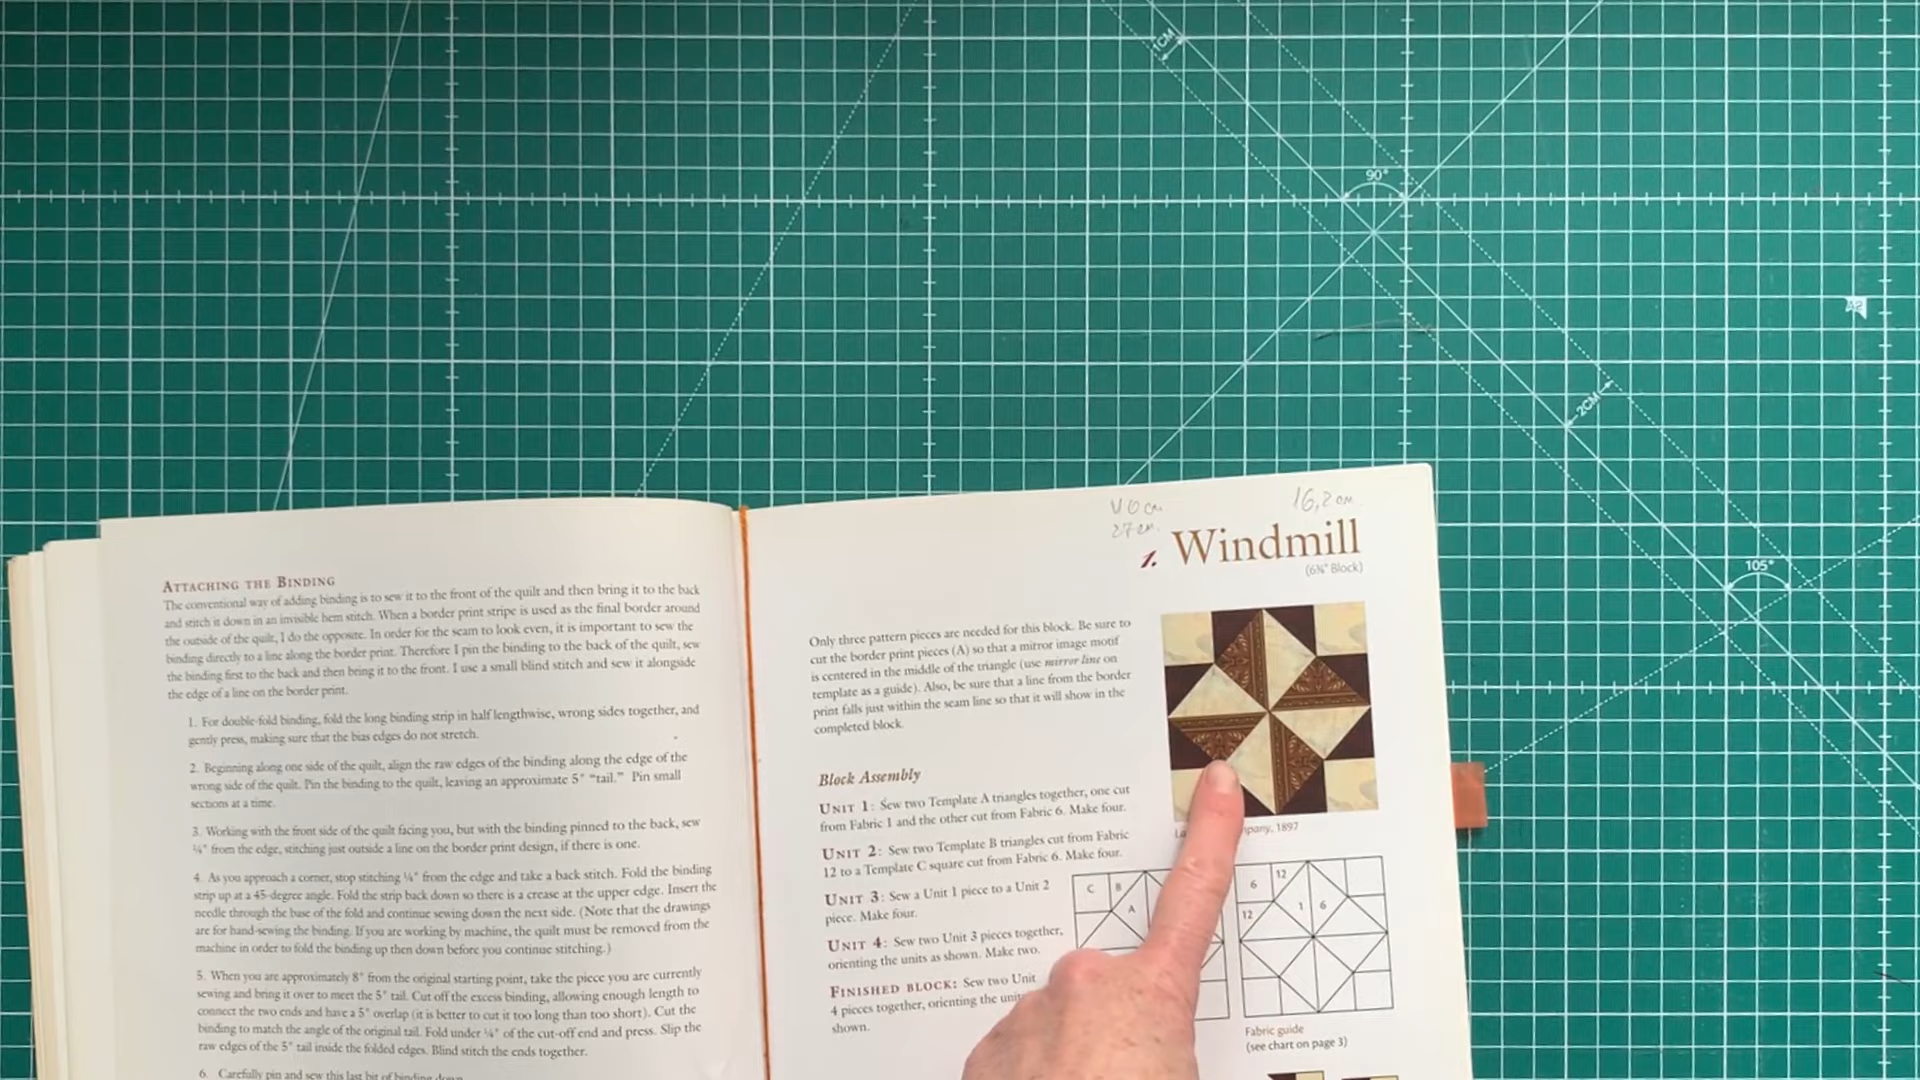 1CM
90°
A2
2CM
105°
ATTACHING THE BINDING
The conventional way of adding binding is to sew it to the front of the quilt and then bring it to the back
and stitch it down in an invisible hem stitch. When a border print stripe is used as the final border around
the outside of the quilt, I do the opposite. In order for the seam to look even, it is important to sew the
binding directly to a line along the border print. Therefore I pin the binding to the back of the quilt, sew
the binding first to the back and then bring it to the front. I use a small blind stitch and sew it alongside
the edge of a line on the border print.
1. For double-fold binding, fold the long binding strip in half lengthwise, wrong sides together, and
gently press, making sure that the bias edges do not stretch.
2. Beginning along one side of the quilt, align the raw edges of the binding along the edge of the
wrong side of the quilt. Pin the binding to the quilt, leaving an approximate 5" "tail." Pin small
sections at a time.
3. Working with the front side of the quilt facing you, but with the binding pinned to the back, sew
¼" from the edge, stitching just outside a line on the border print design, if there is one.
4. As you approach a corner, stop stitching ¼" from the edge and take a back stitch. Fold the binding
strip up at a 45-degree angle. Fold the strip back down so there is a crease at the upper edge. Insert the
needle through the base of the fold and continue sewing down the next side. (Note that the drawings
are for hand-sewing the binding. If you are working by machine, the quilt must be removed from the
machine in order to fold the binding up then down before you continue stitching.)
5. When you are approximately 8" from the original starting point, take the piece you are currently
sewing and bring it over to meet the 5" tail. Cut off the excess binding, allowing enough length to
connect the two ends and have a 5" overlap (it is better to cut it too long than too short). Cut the
binding to match the angle of the original tail. Fold under ¼" of the cut-off end and press. Slip the
raw edges of the 5" tail inside the folded edges. Blind stitch the ends together.
6. Carefully pin and sew this last bit of binding down.
16,2 см
27 см.
1. Windmill
(6¾" Block)
Only three pattern pieces are needed for this block. Be sure to
cut the border print pieces (A) so that a mirror image motif
is centered in the middle of the triangle (use mirror line on
template as a guide). Also, be sure that a line from the border
print falls just within the seam line so that it will show in the
completed block.
Block Assembly
UNIT 1: Sew two Template A triangles together, one cut
from Fabric 1 and the other cut from Fabric 6. Make four.
UNIT 2: Sew two Template B triangles cut from Fabric
12 to a Template C square cut from Fabric 6. Make four.
UNIT 3: Sew a Unit 1 piece to a Unit 2
piece. Make four.
UNIT 4: Sew two Unit 3 pieces together,
orienting the units as shown. Make two.
FINISHED BLOCK: Sew two Unit
4 pieces together, orienting the units
shown.
1897
C B
A
6 12
12 1 6
Fabric guide
(see chart on page 3)